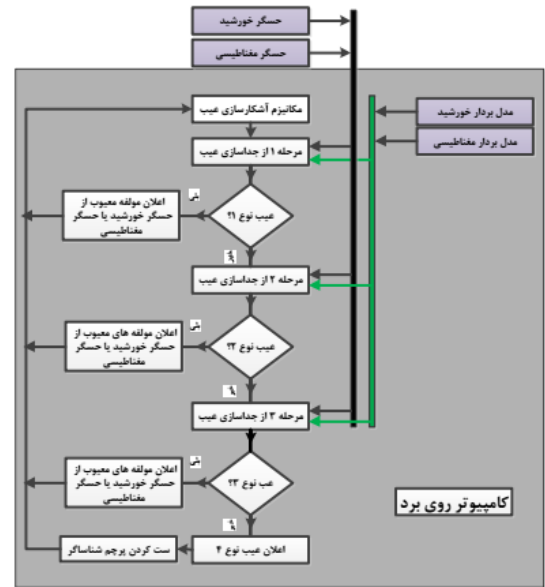 حسگر خورشید
حسگر مغناطیسی
مکانیزم آشکارسازی عیب
مدل بردار خورشید
مدل بردار مغناطیسی
مرحله ۱ از جداسازی عیب
عیب نوع ۱؟
بلی
اعلان مولفه معیوب از
حسگر خورشید یا حسگر
مغناطیسی
خیر
مرحله ۲ از جداسازی عیب
عیب نوع ۲؟
بلی
اعلان مولفه های معیوب از
حسگر خورشید یا حسگر
مغناطیسی
خیر
مرحله ۳ از جداسازی عیب
عب نوع ۳؟
بلی
اعلان مولفه های معیوب از
حسگر خورشید یا حسگر
مغناطیسی
خیر
کامپیوتر روی برد
اعلان عیب نوع ۴
ست کردن پرچم شناساگر